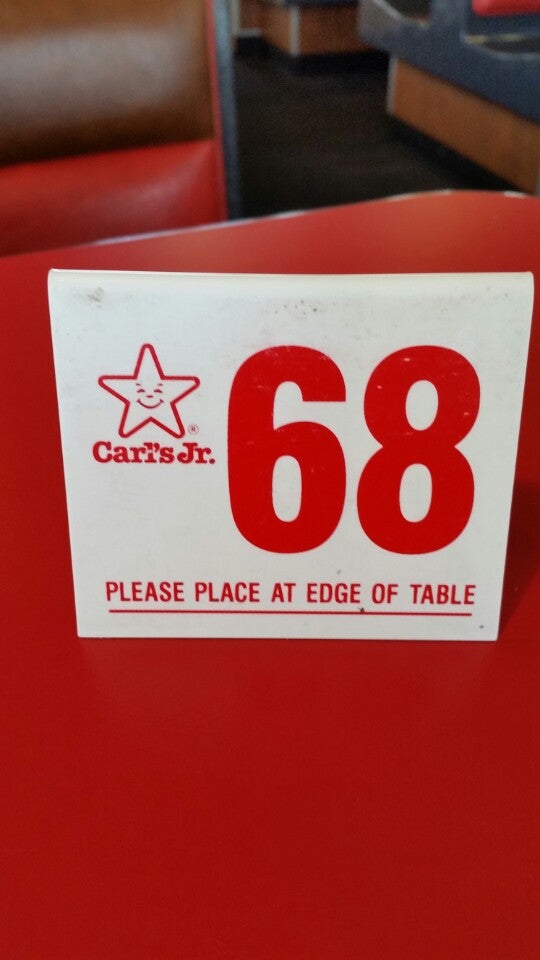 68
®
Carl's Jr.
PLEASE PLACE AT EDGE OF TABLE